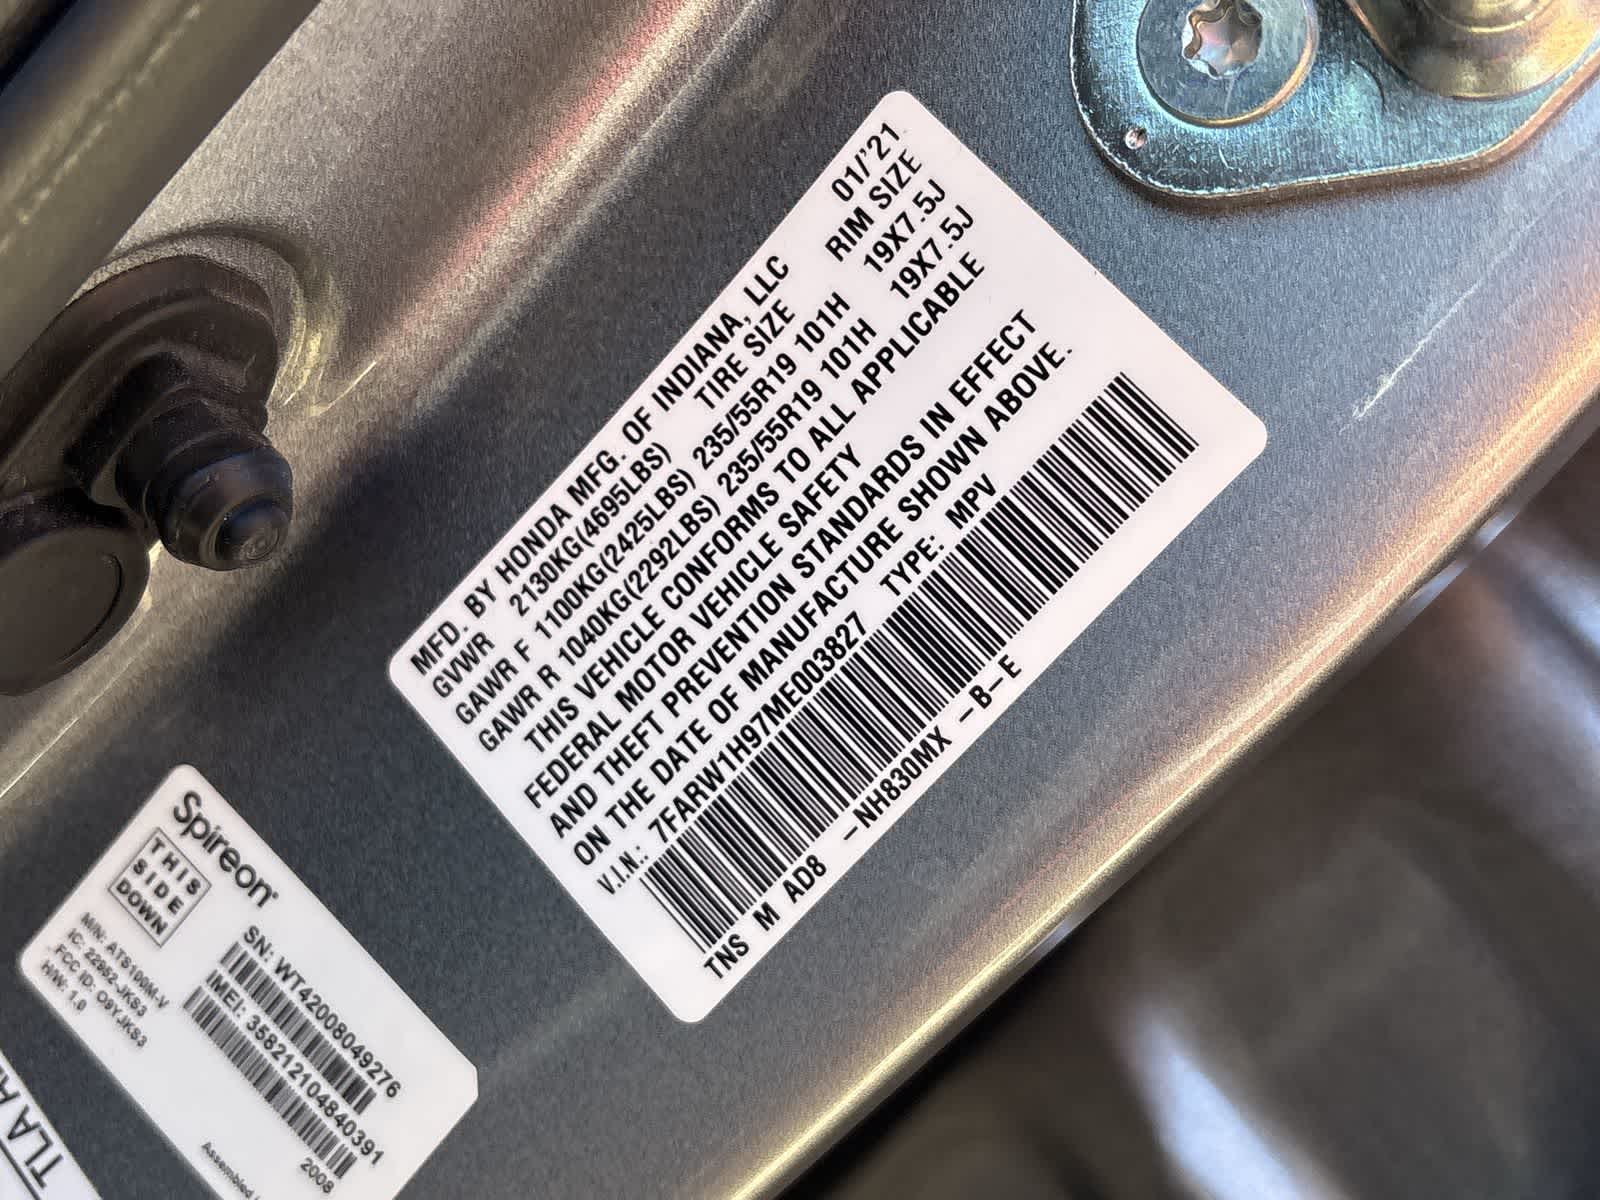 MFD. BY HONDA MFG. OF INDIANA, LLC 01/'21
GVWR 2130KG(4695LBS) TIRE SIZE RIM SIZE
GAWR F 1100KG(2425LBS) 235/55R19 101H 19X7.5J
GAWR R 1040KG(2292LBS) 235/55R19 101H 19X7.5J
THIS VEHICLE CONFORMS TO ALL APPLICABLE
FEDERAL MOTOR VEHICLE SAFETY
AND THEFT PREVENTION STANDARDS IN EFFECT
ON THE DATE OF MANUFACTURE SHOWN ABOVE.
V.I.N.: 7FARW1H97ME003827 TYPE: MPV
TNS M AD8 -NH830MX -B-E
Spireon
THIS
SIDE
DOWN
M/N: ATS100M-V
IC: 22952-JKS3
FCC ID: O9YJKS3
H/W: 1.0
SN: WT42008049276
IMEI: 358212104840391
2008
Assembled
TLA